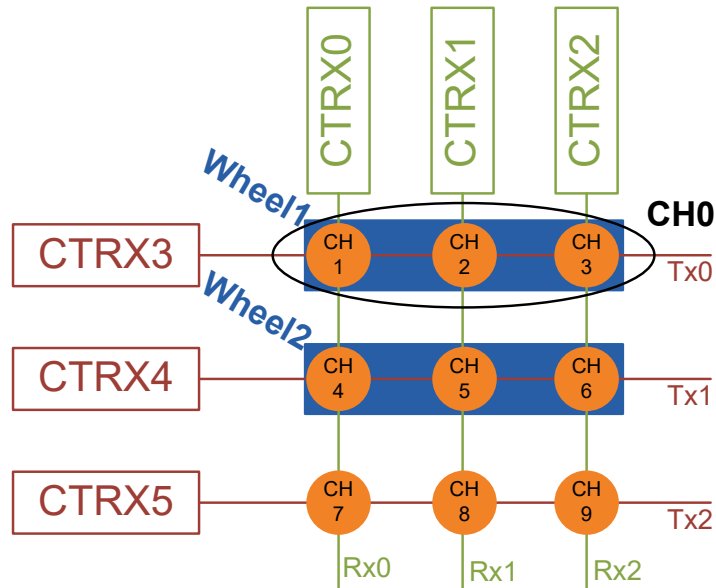 CTRX0
CTRX1
CTRX2
Wheel1
CH0
CTRX3
CH
1
CH
2
CH
3
Tx0
Wheel2
CTRX4
CH
4
CH
5
CH
6
Tx1
CTRX5
CH
7
CH
8
CH
9
Tx2
Rx0
Rx1
Rx2